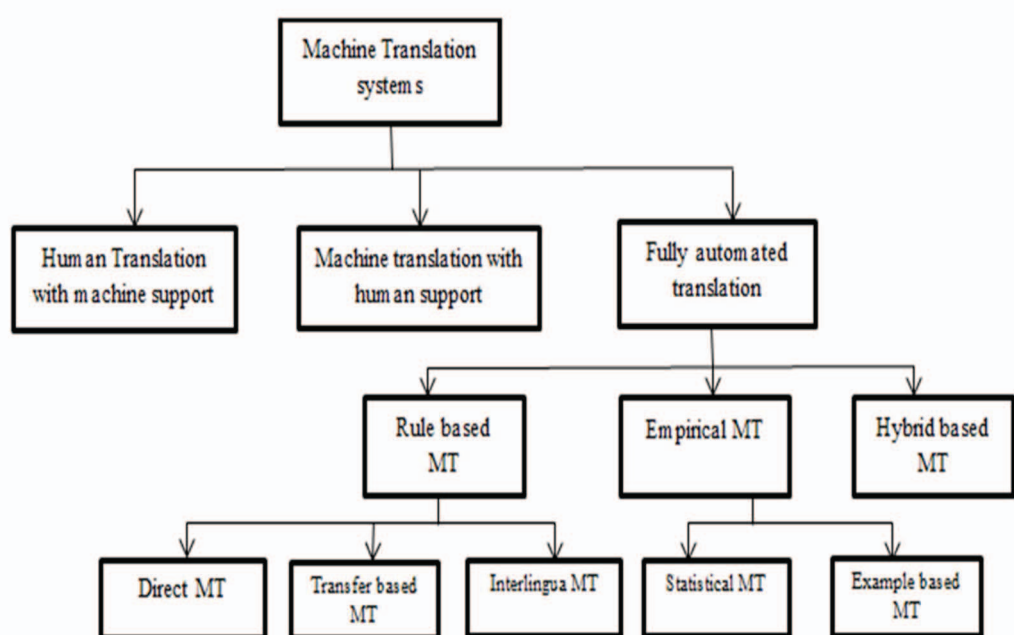 Machine Translation
systems
Human Translation
with machine support
Machine translation with
human support
Fully automated
translation
Rule based
MT
Empirical MT
Hybrid based
MT
Direct MT
Transfer based
MT
Interlingua MT
Statistical MT
Example based
MT